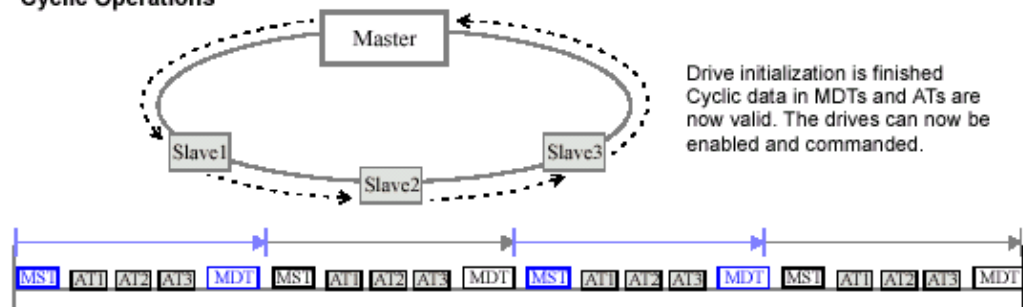 Cyclic Operations
Master
Drive initialization is finished
Cyclic data in MDTs and ATs are
now valid. The drives can now be
enabled and commanded.
Slave1
Slave3
Slave2
MST AT1 AT2 AT3 MDT MST AT1 AT2 AT3 MDT MST AT1 AT2 AT3 MDT MST AT1 AT2 AT3 MDT